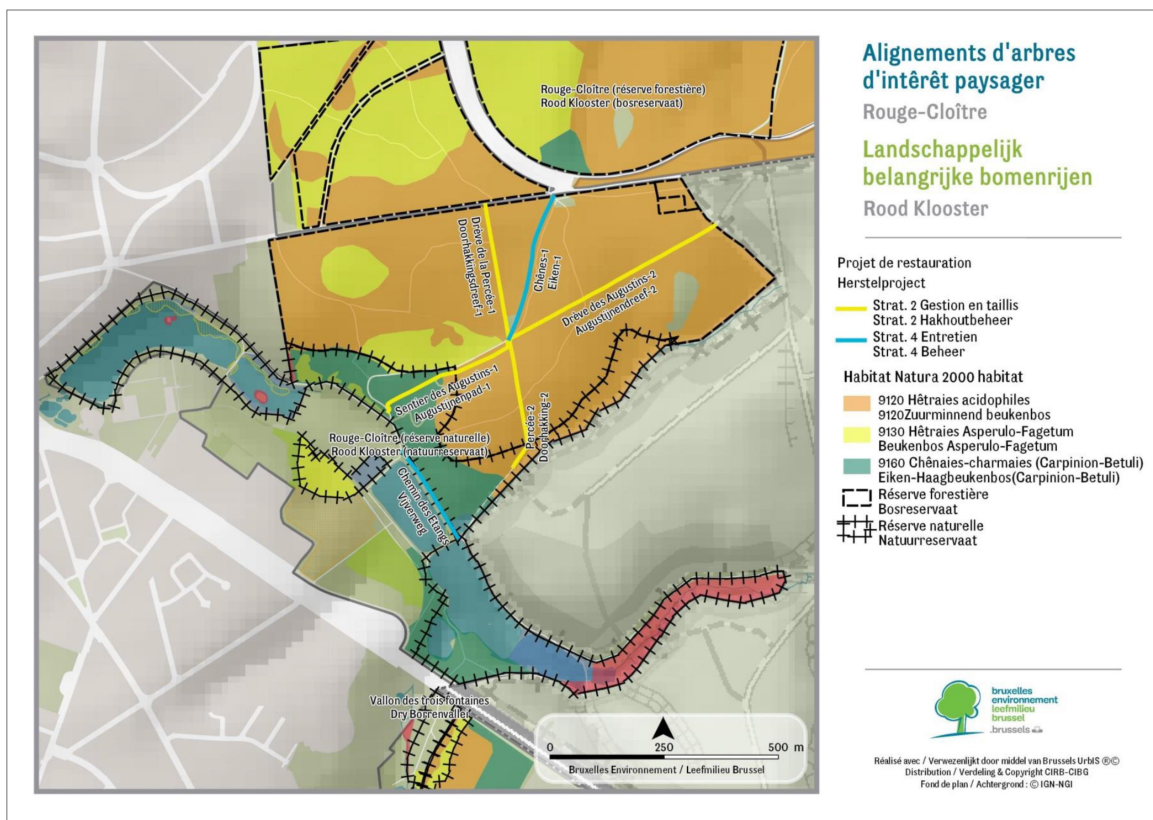 Alignements d'arbres
d'intêrêt paysager
Rouge-Cloître
Landschappelijk
belangrijke bomenrijen
Rood Klooster
Projet de restauration
Herstelproject
Strat. 2 Gestion en taillis
Strat. 2 Hakhoutbeheer
Strat. 4 Entretien
Strat. 4 Beheer
Habitat Natura 2000 habitat
9120 Hêtraies acidophiles
9120Zuurminnend beukenbos
9130 Hêtraies Asperulo-Fagetum
Beukenbos Asperulo-Fagetum
9160 Chênaies-charmaies (Carpinion-Betuli)
Eiken-Haagbeukenbos(Carpinion-Betuli)
Réserve forestière
Bosreservaat
Réserve naturelle
Natuurreservaat
Rouge-Cloître (réserve forestière)
Rood Klooster (bosreservaat)
Drève de la Percée-1
Doorhakkingsdreef-1
Chênes-1
Eiken-1
Drève des Augustins-2
Augustijnendreef-2
Sentier des Augustins-1
Augustijnenpad-1
Percée-2
Doorhakking-2
Rouge-Cloître (réserve naturelle)
Rood Klooster (natuurreservaat)
Chemin des Etangs
Vijverweg
Vallon des trois fontaines
Dry Borrenvallei
0 250 500 m
Bruxelles Environnement / Leefmilieu Brussel
bruxelles
environnement
leefmilieu
brussel
.brussels
Réalisé avec / Verwezenlijkt door middel van Brussels UrbIS ®©
Distribution / Verdeling & Copyright CIRB-CIBG
Fond de plan / Achtergrond : © IGN-NGI